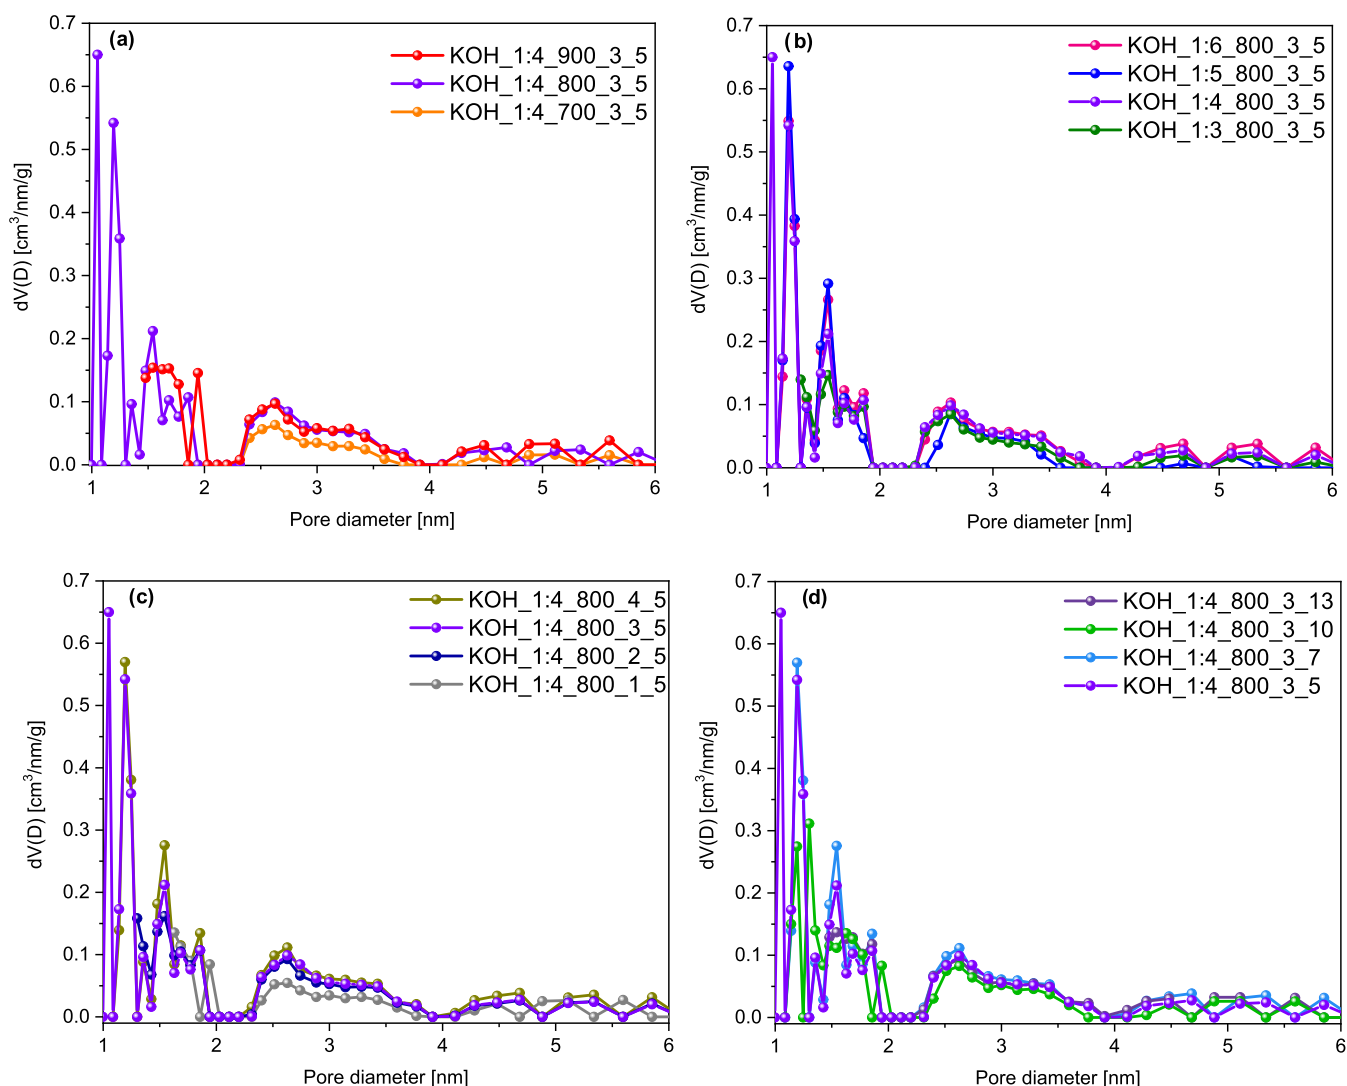 (a)
KOH_1:4_900_3_5
KOH_1:4_800_3_5
KOH_1:4_700_3_5
0.7
0.6
0.5
0.4
0.3
0.2
0.1
0.0
dV(D) [cm³/nm/g]
1 2 3 4 5 6
Pore diameter [nm]
(b)
KOH_1:6_800_3_5
KOH_1:5_800_3_5
KOH_1:4_800_3_5
KOH_1:3_800_3_5
0.7
0.6
0.5
0.4
0.3
0.2
0.1
0.0
dV(D) [cm³/nm/g]
1 2 3 4 5 6
Pore diameter [nm]
(c)
KOH_1:4_800_4_5
KOH_1:4_800_3_5
KOH_1:4_800_2_5
KOH_1:4_800_1_5
0.7
0.6
0.5
0.4
0.3
0.2
0.1
0.0
dV(D) [cm³/nm/g]
1 2 3 4 5 6
Pore diameter [nm]
(d)
KOH_1:4_800_3_13
KOH_1:4_800_3_10
KOH_1:4_800_3_7
KOH_1:4_800_3_5
0.7
0.6
0.5
0.4
0.3
0.2
0.1
0.0
dV(D) [cm³/nm/g]
1 2 3 4 5 6
Pore diameter [nm]